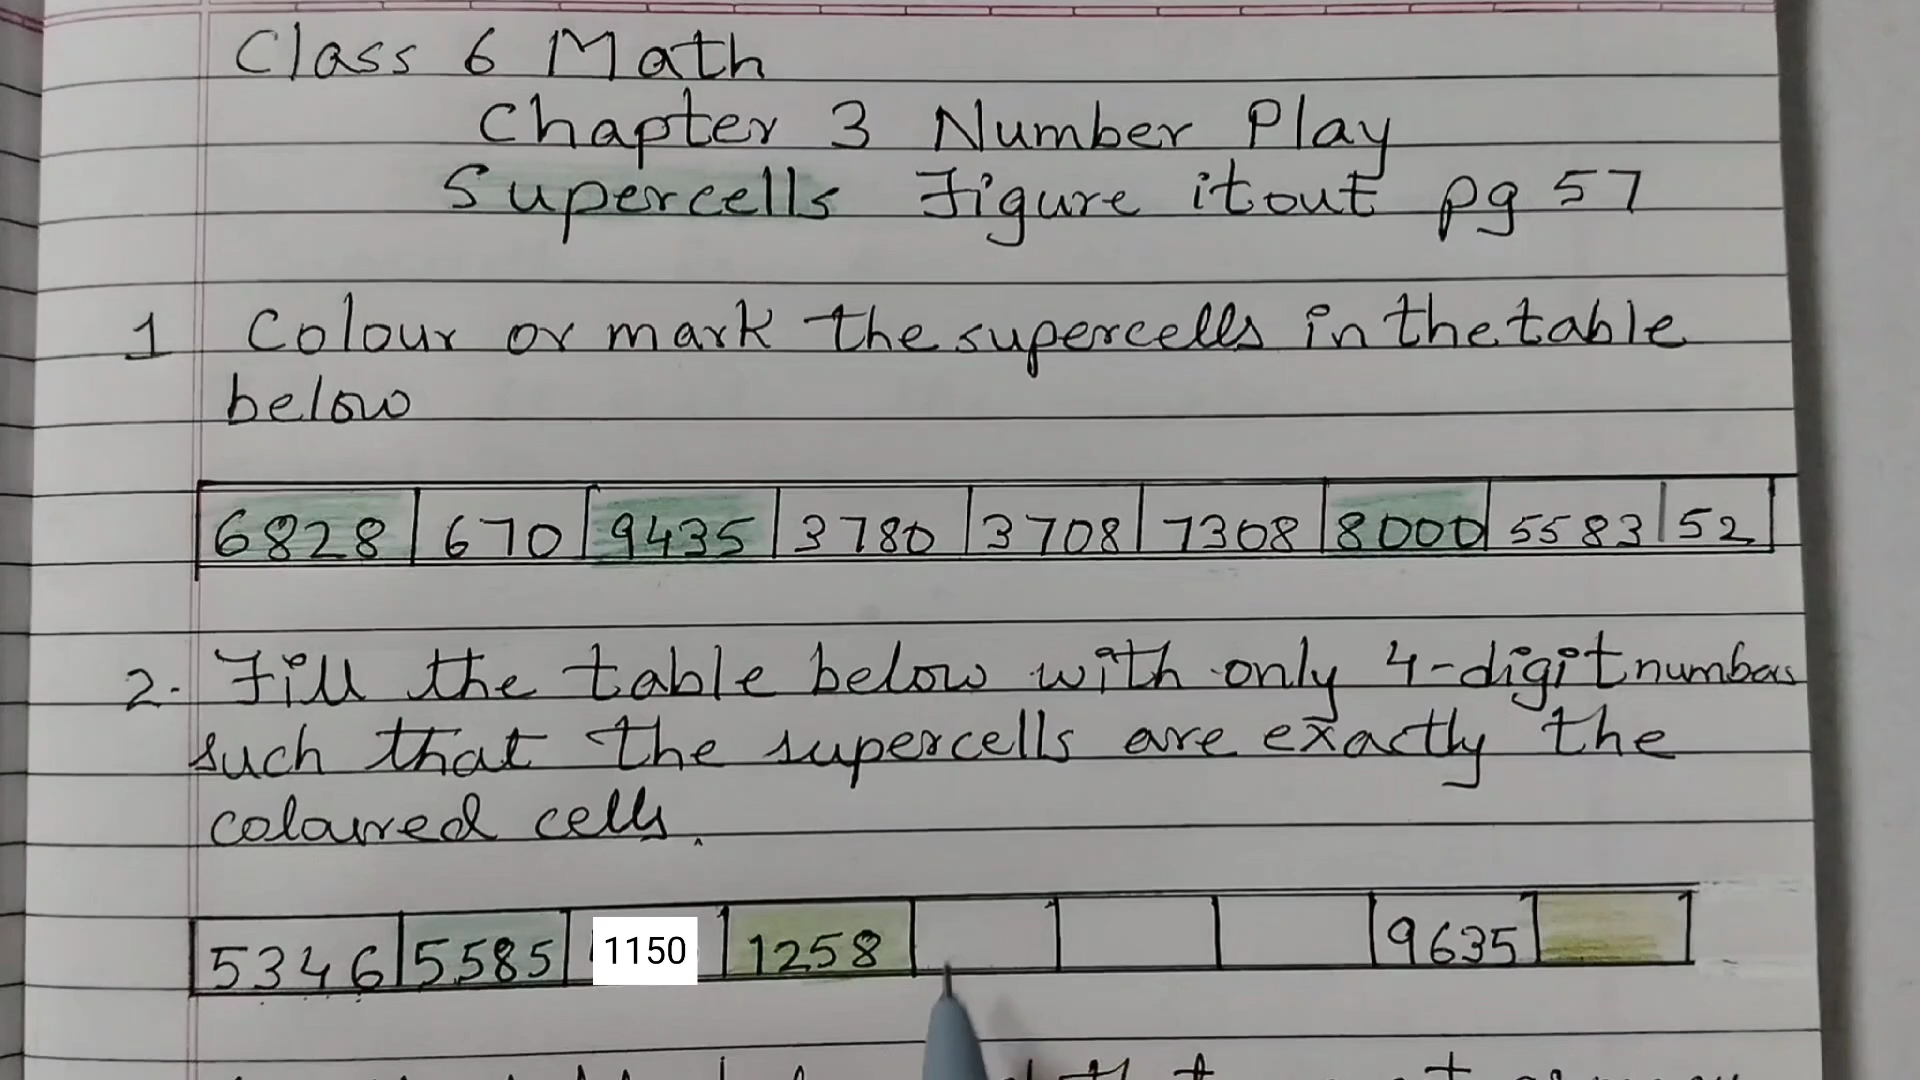 Class 6 Math
Chapter 3 Number Play
Supercells Figure it out pg 57
1 Colour or mark the supercells in the table
below
6828 670 9435 3780 3708 7308 8000 5583 52
2. Fill the table below with only 4-digit numbers
such that the supercells are exactly the
coloured cells.
5346 5585 1150 1258 9635